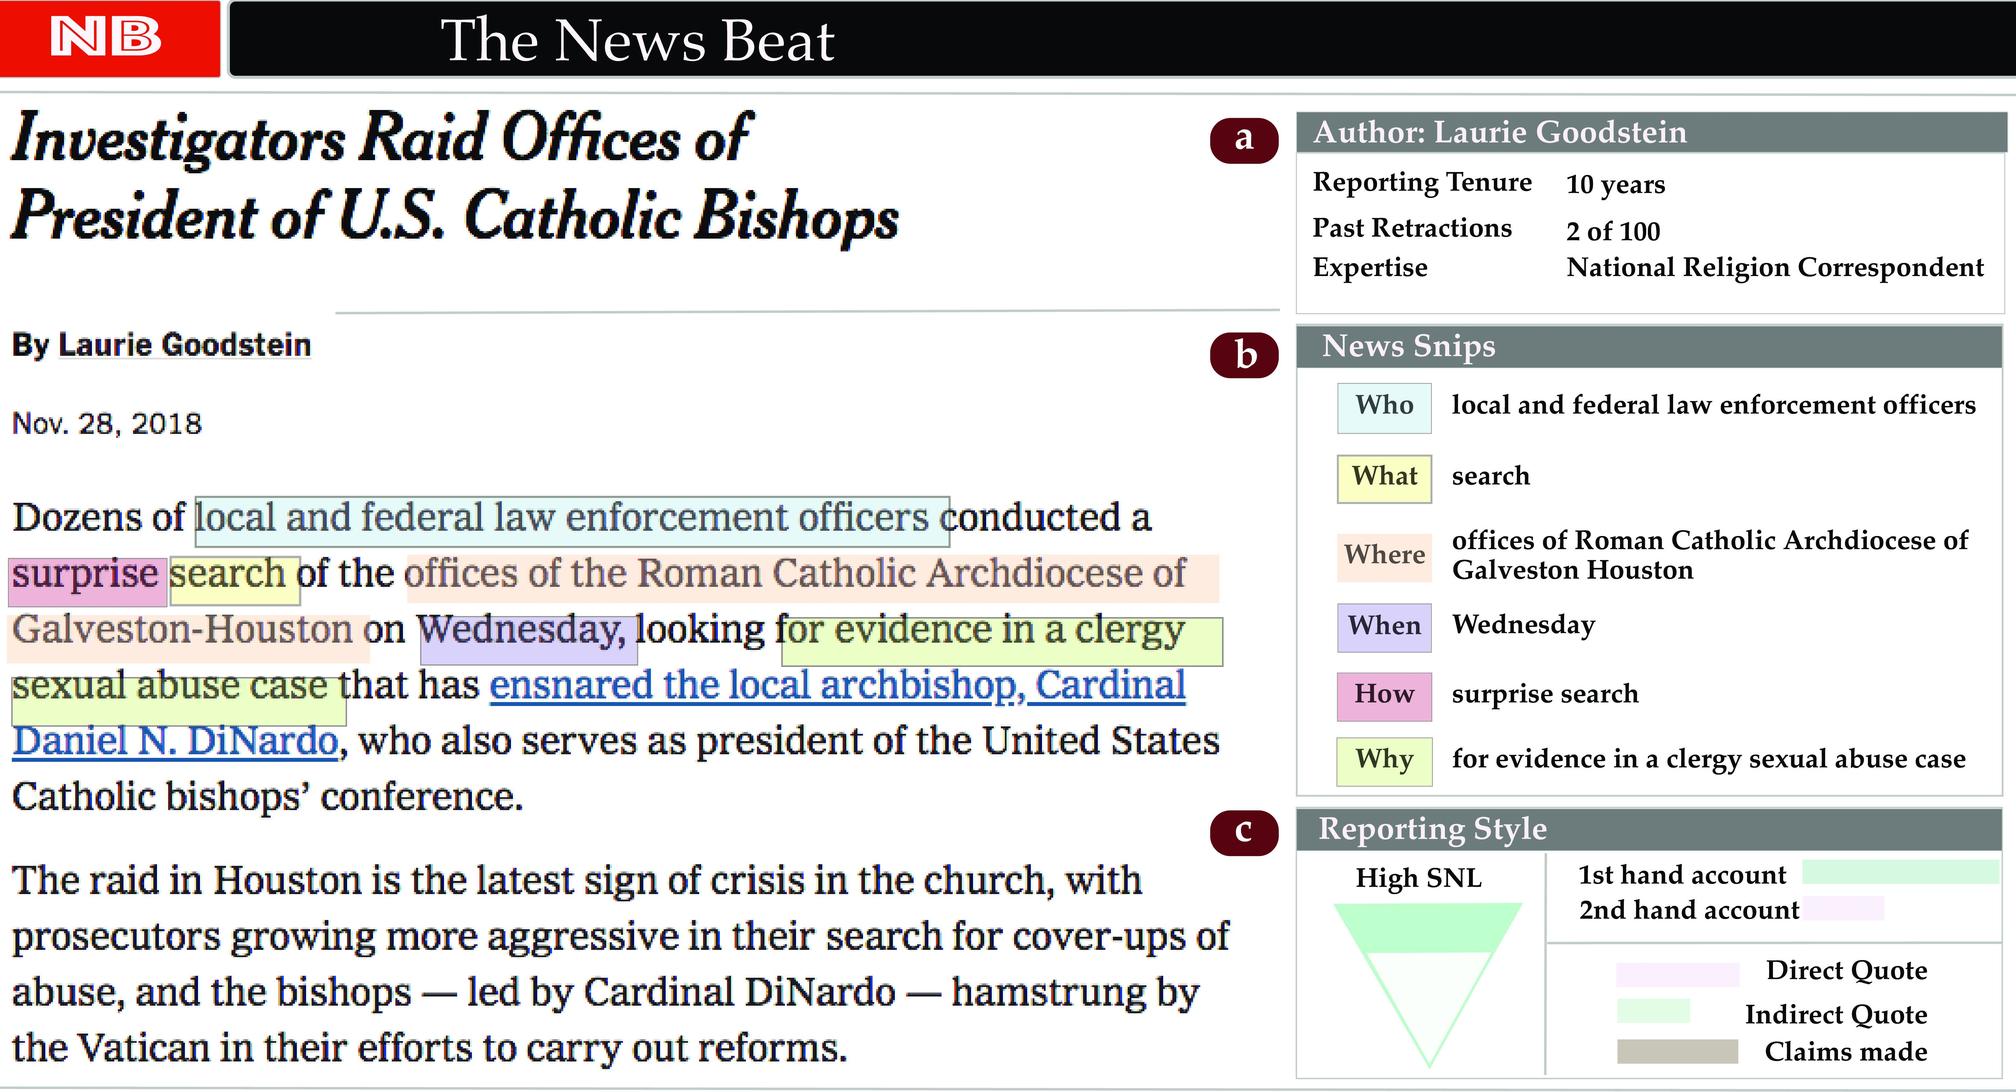 NB
The News Beat
Investigators Raid Offices of
President of U.S. Catholic Bishops
By Laurie Goodstein
Nov. 28, 2018
Dozens of local and federal law enforcement officers conducted a
surprise search of the offices of the Roman Catholic Archdiocese of
Galveston-Houston on Wednesday, looking for evidence in a clergy
sexual abuse case that has ensnared the local archbishop, Cardinal
Daniel N. DiNardo, who also serves as president of the United States
Catholic bishops’ conference.
The raid in Houston is the latest sign of crisis in the church, with
prosecutors growing more aggressive in their search for cover-ups of
abuse, and the bishops — led by Cardinal DiNardo — hamstrung by
the Vatican in their efforts to carry out reforms.
a
Author: Laurie Goodstein
Reporting Tenure 10 years
Past Retractions 2 of 100
Expertise National Religion Correspondent
b
News Snips
Who local and federal law enforcement officers
What search
Where offices of Roman Catholic Archdiocese of
Galveston Houston
When Wednesday
How surprise search
Why for evidence in a clergy sexual abuse case
c
Reporting Style
High SNL
1st hand account
2nd hand account
Direct Quote
Indirect Quote
Claims made